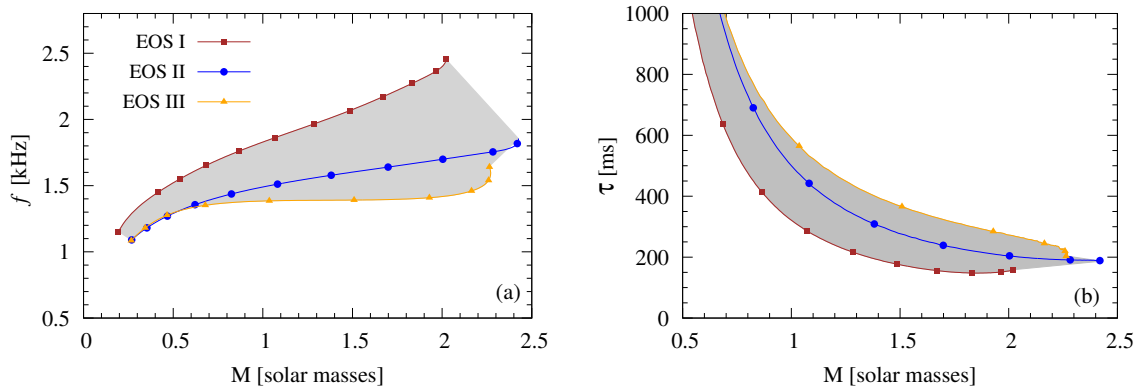 2.5
2
1.5
1
0.5
f [kHz]
EOS I
EOS II
EOS III
(a)
0 0.5 1 1.5 2 2.5
M [solar masses]
1000
800
600
400
200
0
τ [ms]
(b)
0.5 1 1.5 2 2.5
M [solar masses]